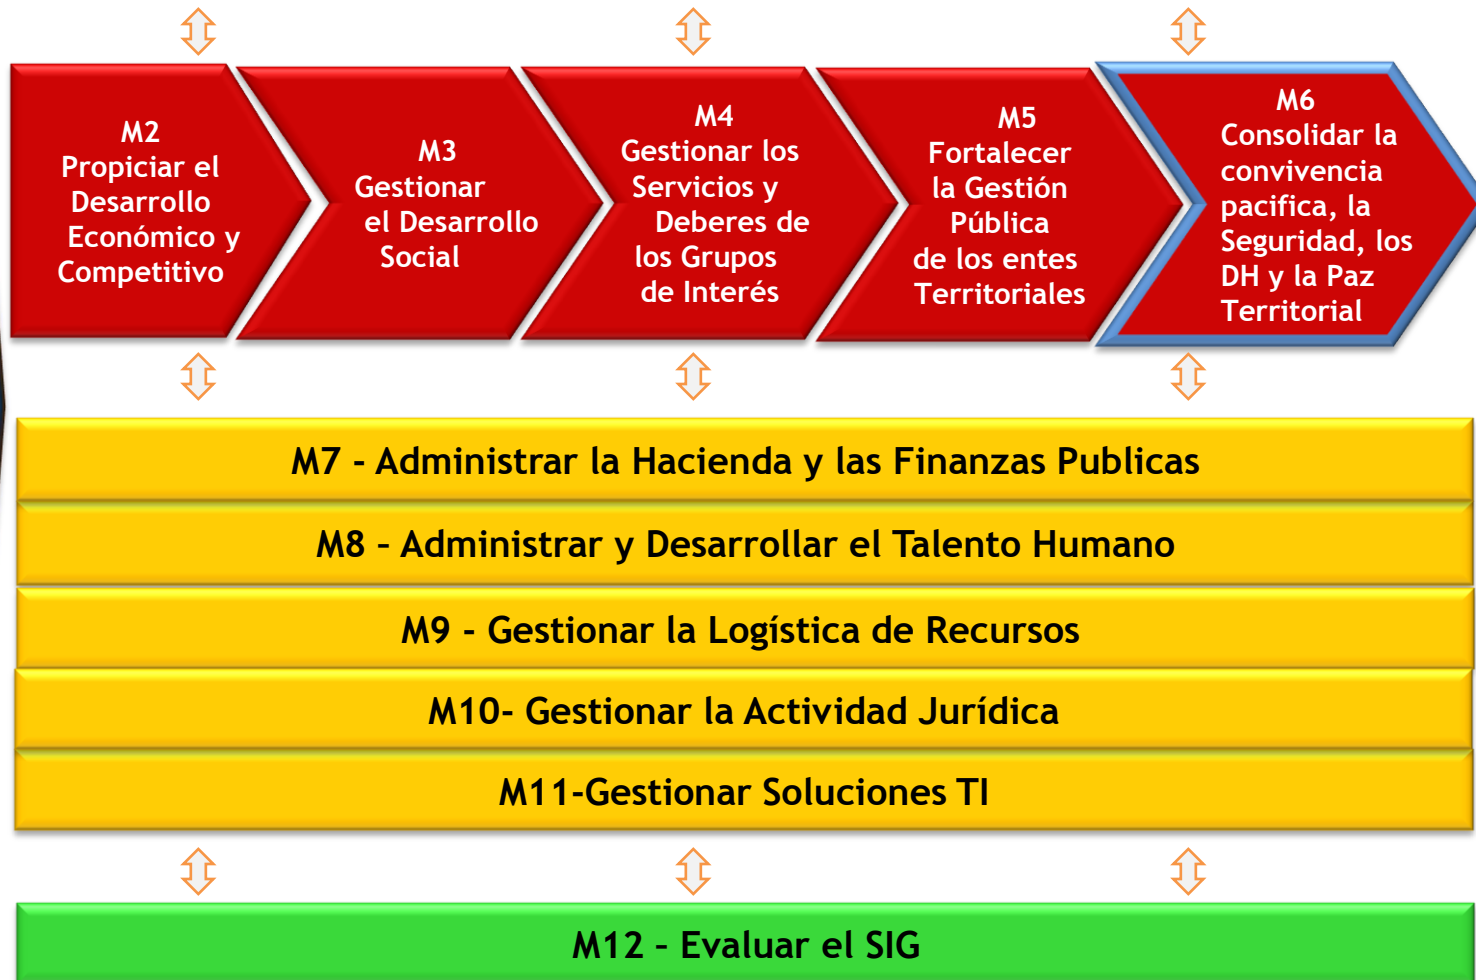 M2
Propiciar el
Desarrollo
Económico y
Competitivo
M3
Gestionar
el Desarrollo
Social
M4
Gestionar los
Servicios y
Deberes de
los Grupos
de Interés
M5
Fortalecer
la Gestión
Pública
de los entes
Territoriales
M6
Consolidar la
convivencia
pacifica, la
Seguridad, los
DH y la Paz
Territorial
M7 - Administrar la Hacienda y las Finanzas Publicas
M8 – Administrar y Desarrollar el Talento Humano
M9 - Gestionar la Logística de Recursos
M10- Gestionar la Actividad Jurídica
M11-Gestionar Soluciones TI
M12 – Evaluar el SIG